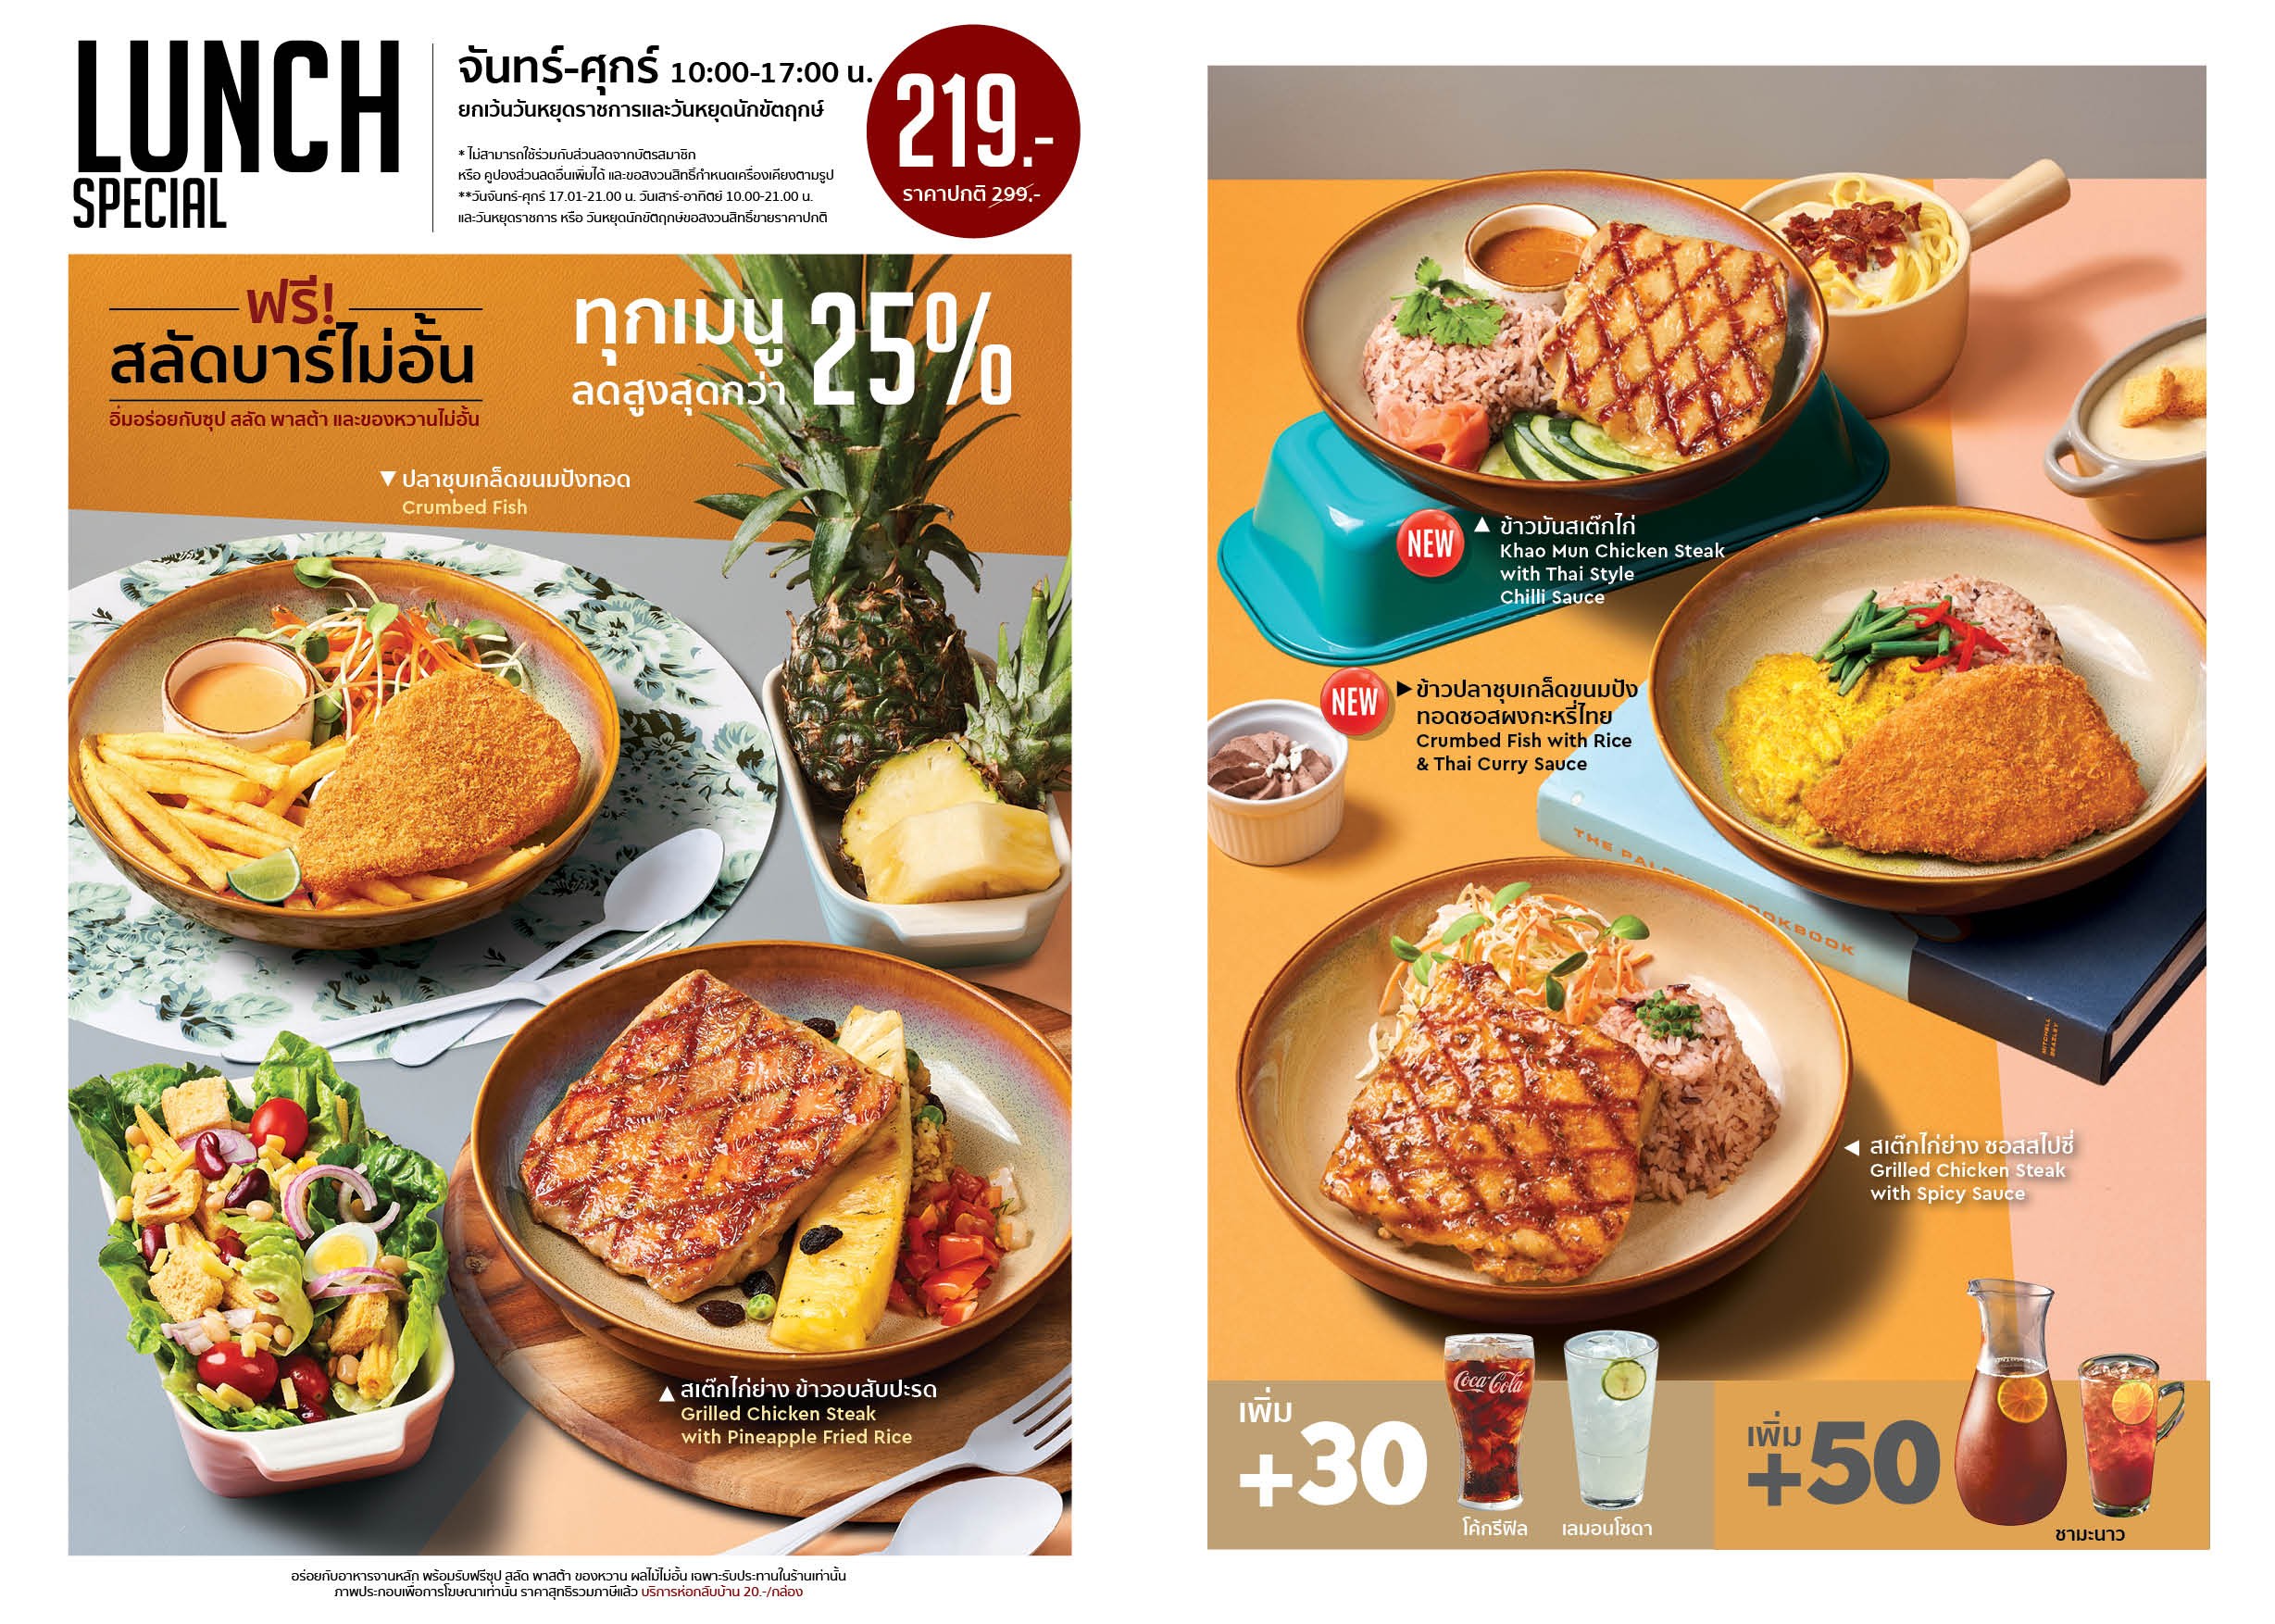 LUNCH
SPECIAL
จันทร์-ศุกร์ 10:00-17:00 น.
ยกเว้นวันหยุดราชการและวันหยุดนักขัตฤกษ์
* ไม่สามารถใช้ร่วมกับส่วนลดจากบัตรสมาชิก
หรือ คูปองส่วนลดอื่นเพิ่มได้ และขอสงวนสิทธิ์กำหนดเครื่องเคียงตามรูป
**วันจันทร์-ศุกร์ 17.01-21.00 น. วันเสาร์-อาทิตย์ 10.00-21.00 น.
และวันหยุดราชการ หรือ วันหยุดนักขัตฤกษ์ขอสงวนสิทธิ์ขายราคาปกติ
219.-
ราคาปกติ 299.-
ฟรี!
สลัดบาร์ไม่อั้น
อิ่มอร่อยกับซุป สลัด พาสต้า และของหวานไม่อั้น
ทุกเมนู
ลดสูงสุดกว่า
25%
▼ ปลาชุบเกล็ดขนมปังทอด
Crumbed Fish
▲ สเต๊กไก่ย่าง ข้าวอบสับปะรด
Grilled Chicken Steak
with Pineapple Fried Rice
อร่อยกับอาหารจานหลัก พร้อมรับฟรีซุป สลัด พาสต้า ของหวาน ผลไม้ไม่อั้น เฉพาะรับประทานในร้านเท่านั้น
ภาพประกอบเพื่อการโฆษณาเท่านั้น ราคาสุทธิรวมภาษีแล้ว บริการห่อกลับบ้าน 20.-/กล่อง
NEW
▲ ข้าวมันสเต๊กไก่
Khao Mun Chicken Steak
with Thai Style
Chilli Sauce
NEW
▶ ข้าวปลาชุบเกล็ดขนมปัง
ทอดซอสผงกะหรี่ไทย
Crumbed Fish with Rice
& Thai Curry Sauce
THE
COOKBOOK
MITCHELL
BEAZLEY
◀ สเต๊กไก่ย่าง ซอสสไปซี่
Grilled Chicken Steak
with Spicy Sauce
เพิ่ม
+30
Coca-Cola
โค้กรีฟิล
เลมอนโซดา
เพิ่ม
+50
ชามะนาว